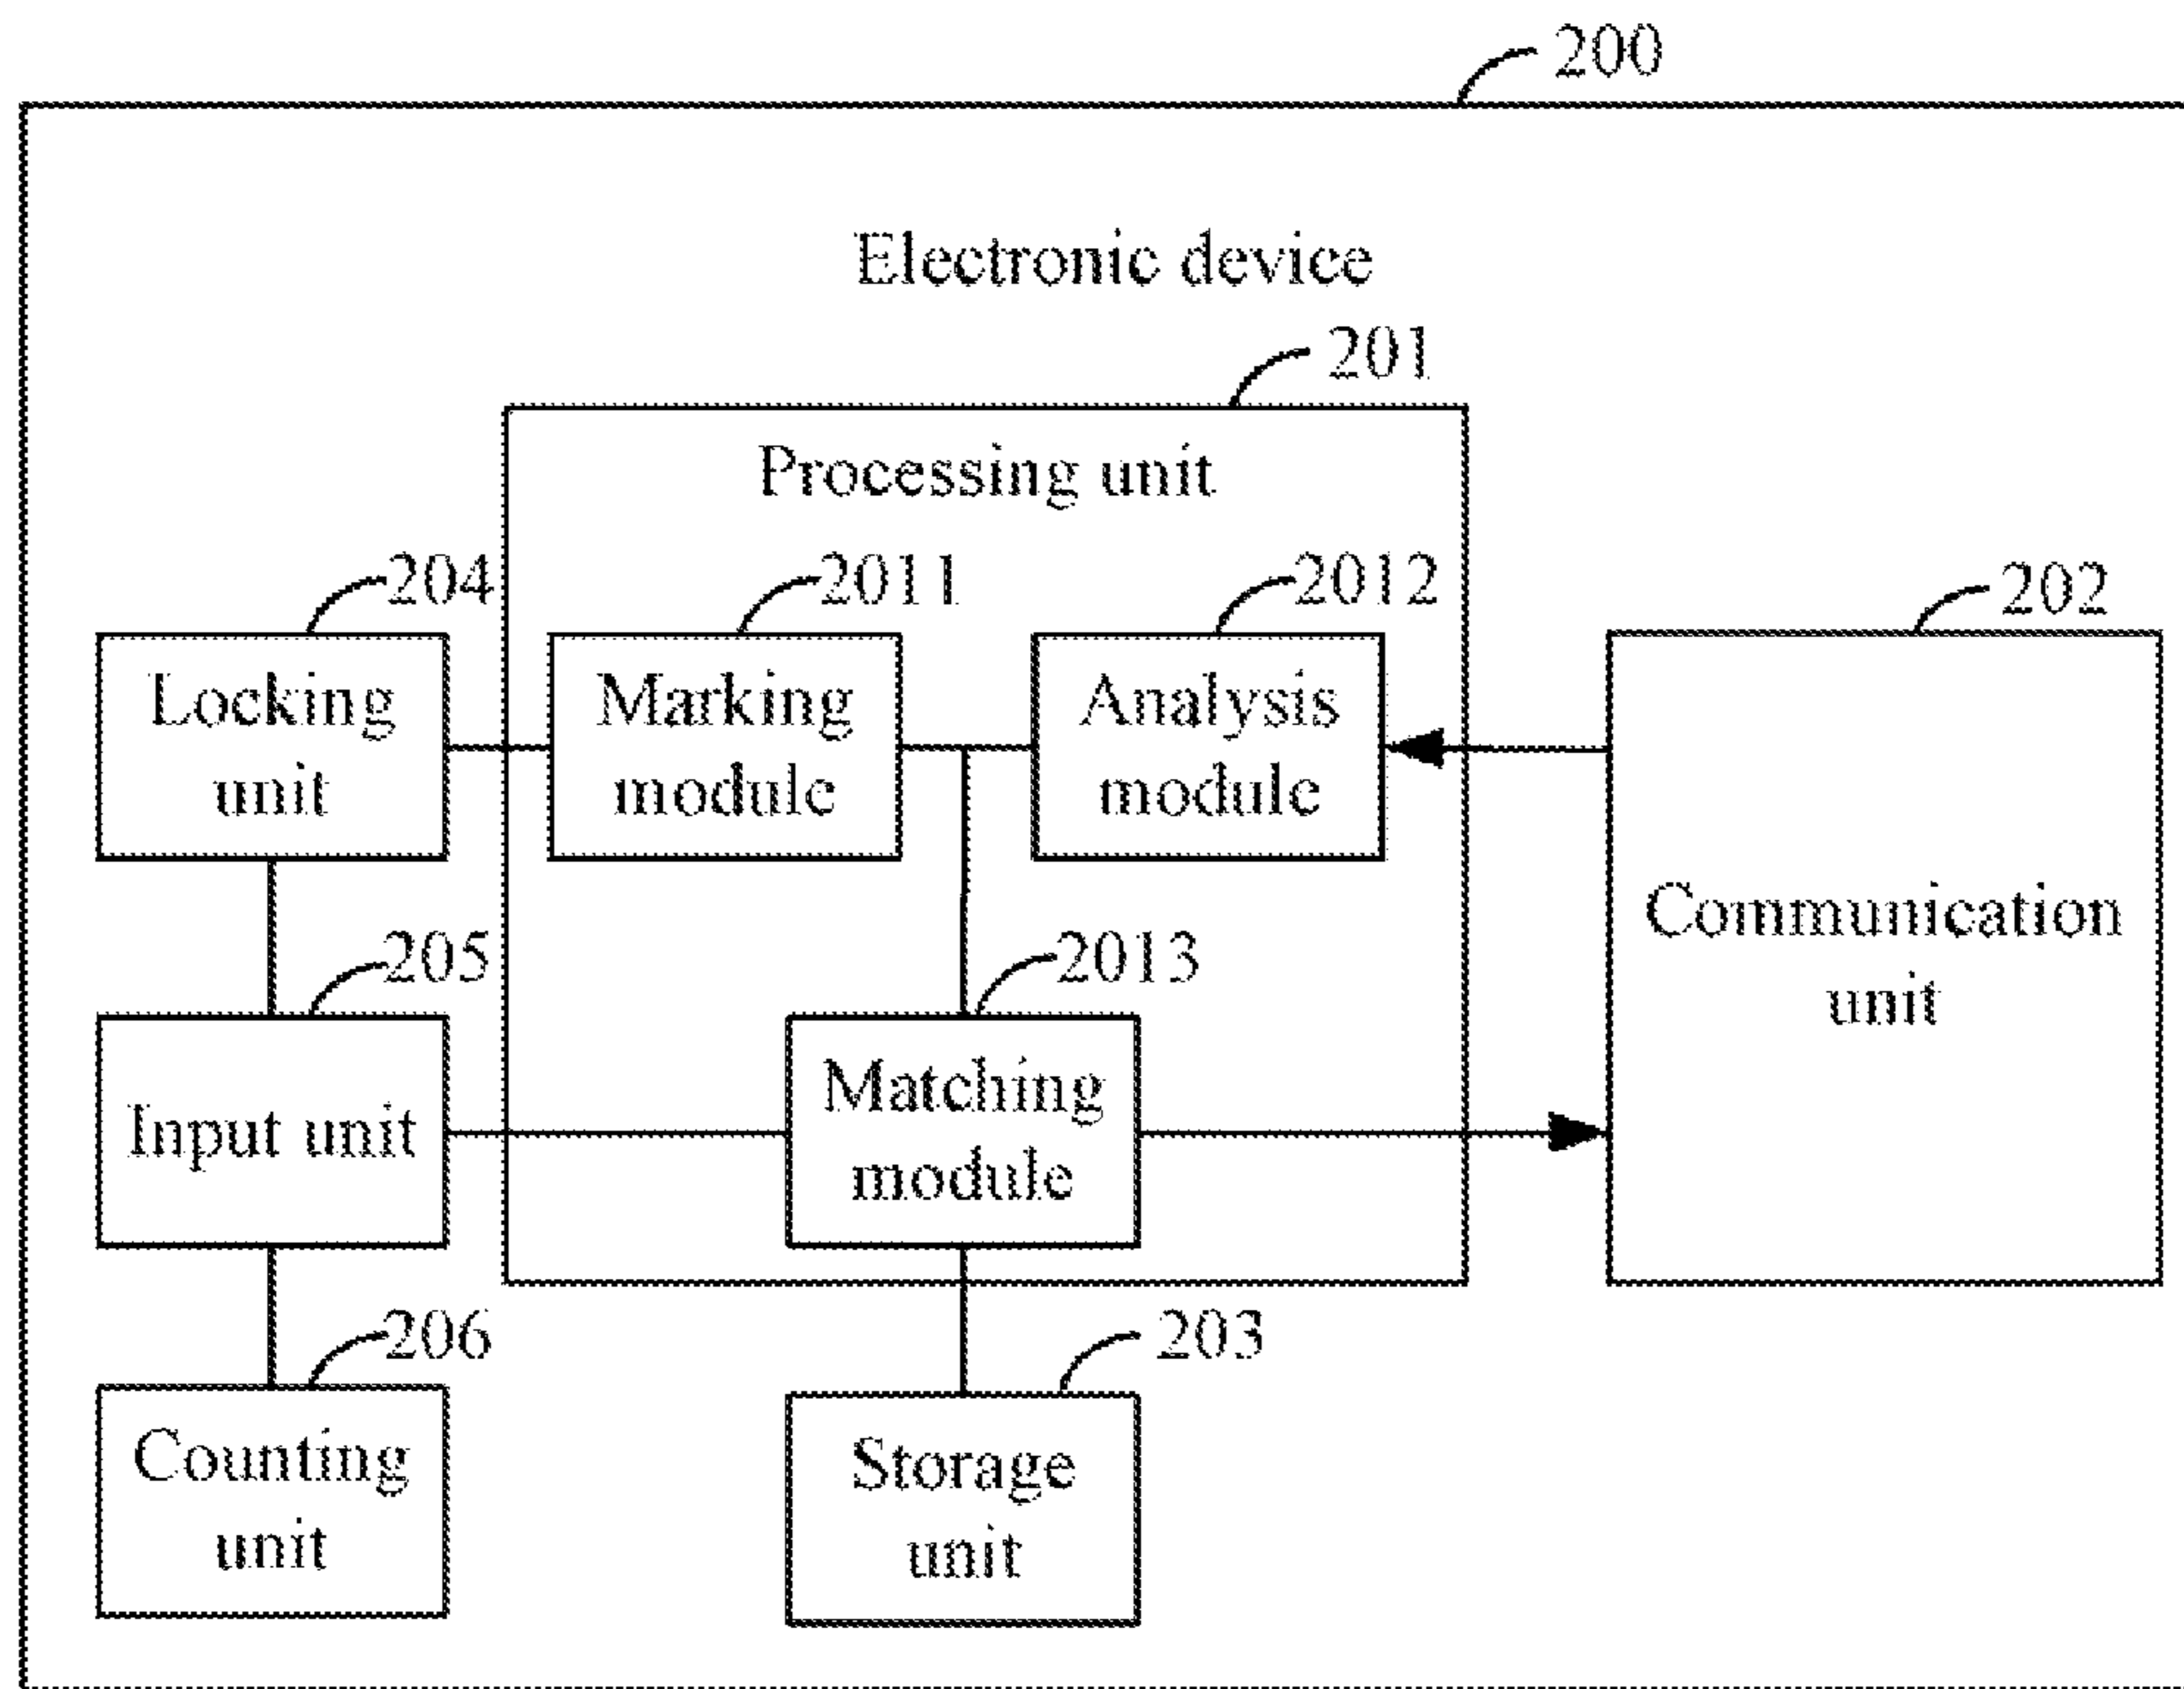 200
Electronic device
201
Processing unit
204
2011
2012
202
Locking
unit
Marking
module
Analysis
module
Communication
unit
205
2013
Input unit
Matching
module
206
203
Counting
unit
Storage
unit